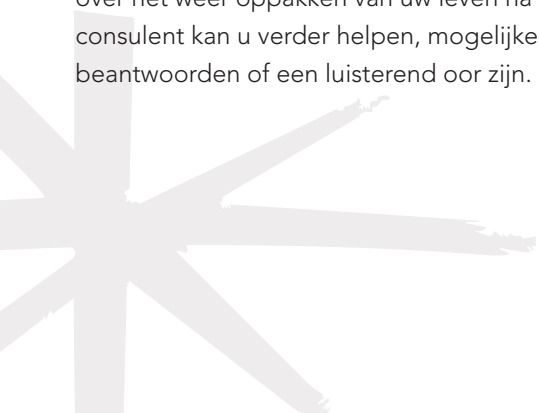 over het weer oppakken van uw leven na
consulent kan u verder helpen, mogelijke
beantwoorden of een luisterend oor zijn.